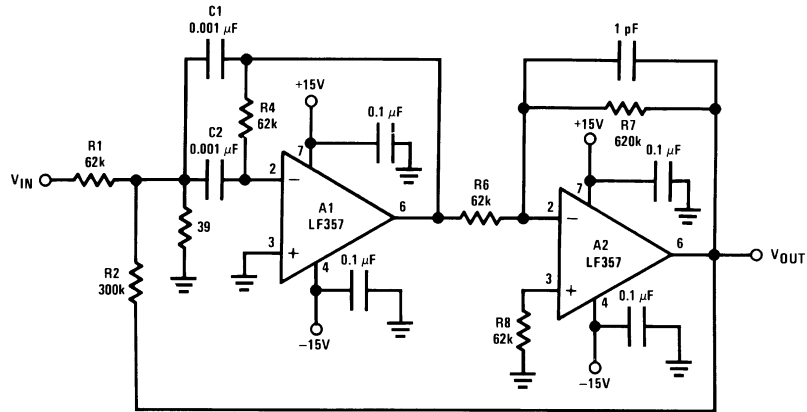 C1
0.001 μF
1 pF
+15V
R4
62k
0.1 μF
R7
620k
+15V
C2
0.001 μF
R1
62k
0.1 μF
7
2
V_IN
−
A1
LF357
6
R6
62k
7
2
−
39
3
+
4
0.1 μF
A2
LF357
6
V_OUT
R2
300k
3
+
4
0.1 μF
R8
62k
−15V
−15V